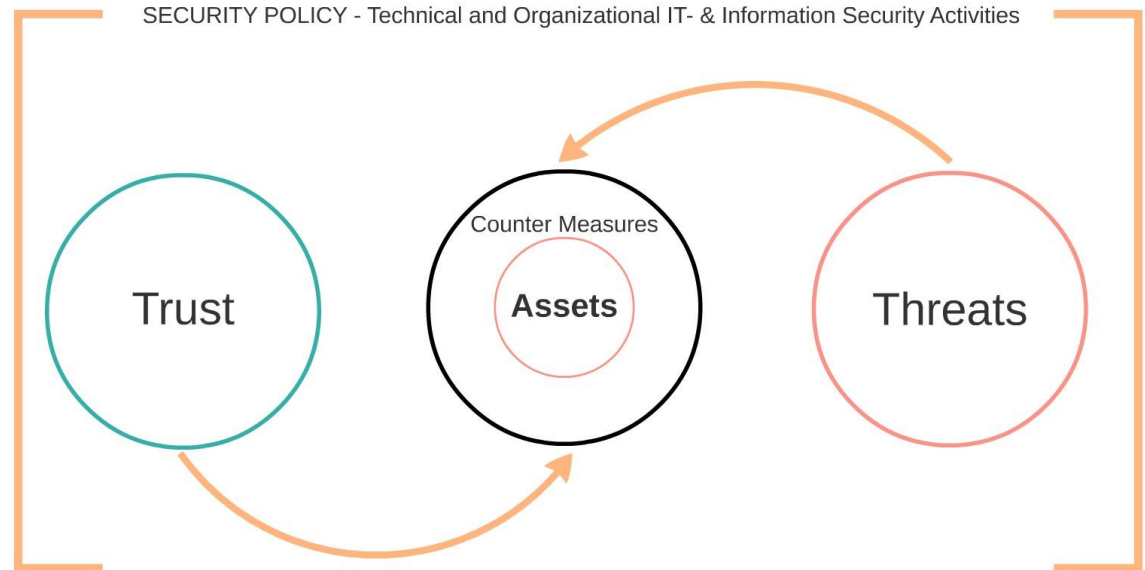 SECURITY POLICY - Technical and Organizational IT- & Information Security Activities
Counter Measures
Trust
Assets
Threats